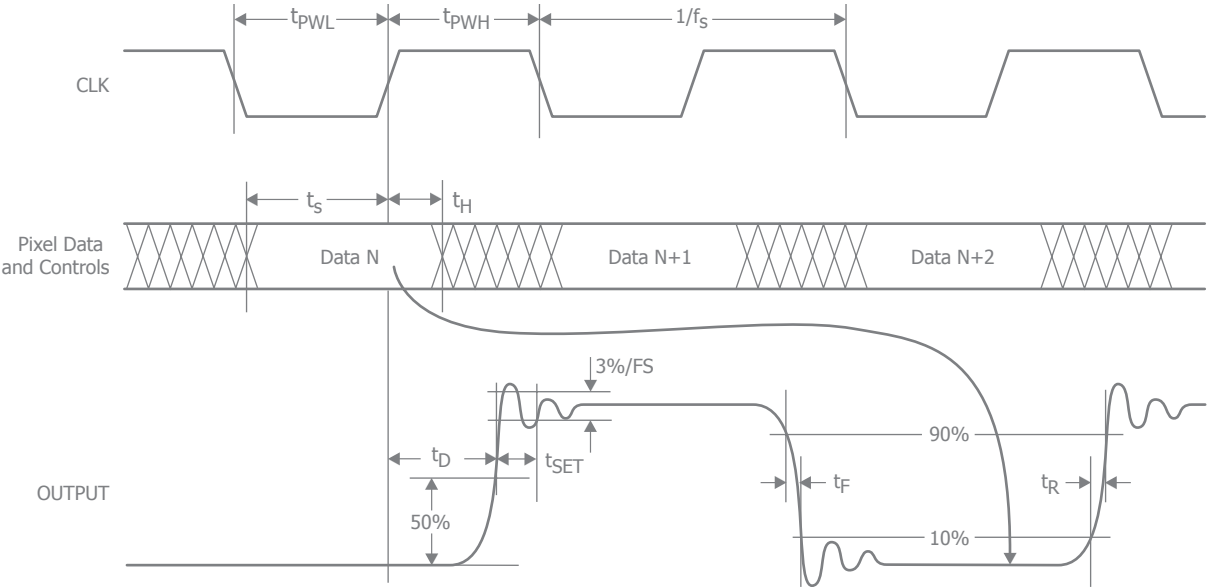 tPWL
tPWH
1/fS
CLK
tS
tH
Pixel Data
and Controls
Data N
Data N+1
Data N+2
3%/FS
tD
tSET
90%
tF
tR
OUTPUT
50%
10%